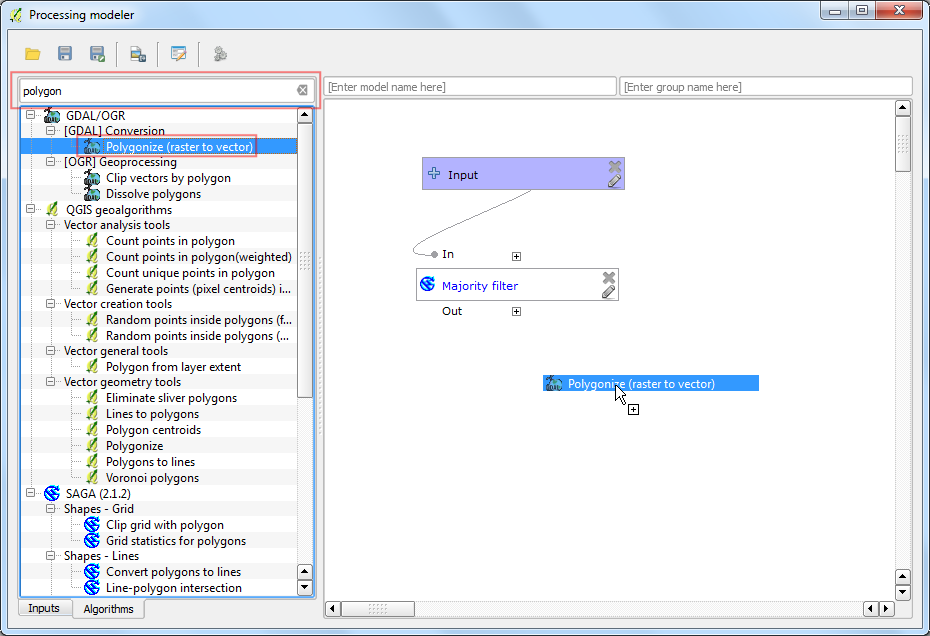 Processing modeler
polygon
[Enter model name here]
[Enter group name here]
GDAL/OGR
[GDAL] Conversion
Polygonize (raster to vector)
[OGR] Geoprocessing
Clip vectors by polygon
Dissolve polygons
QGIS geoalgorithms
Vector analysis tools
Count points in polygon
Count points in polygon(weighted)
Count unique points in polygon
Generate points (pixel centroids) i...
Vector creation tools
Random points inside polygons (f...
Random points inside polygons (...
Vector general tools
Polygon from layer extent
Vector geometry tools
Eliminate sliver polygons
Lines to polygons
Polygon centroids
Polygonize
Polygons to lines
Voronoi polygons
SAGA (2.1.2)
Shapes - Grid
Clip grid with polygon
Grid statistics for polygons
Shapes - Lines
Convert polygons to lines
Line-polygon intersection
Inputs
Algorithms
Input
In
Majority filter
Out
Polygonize (raster to vector)